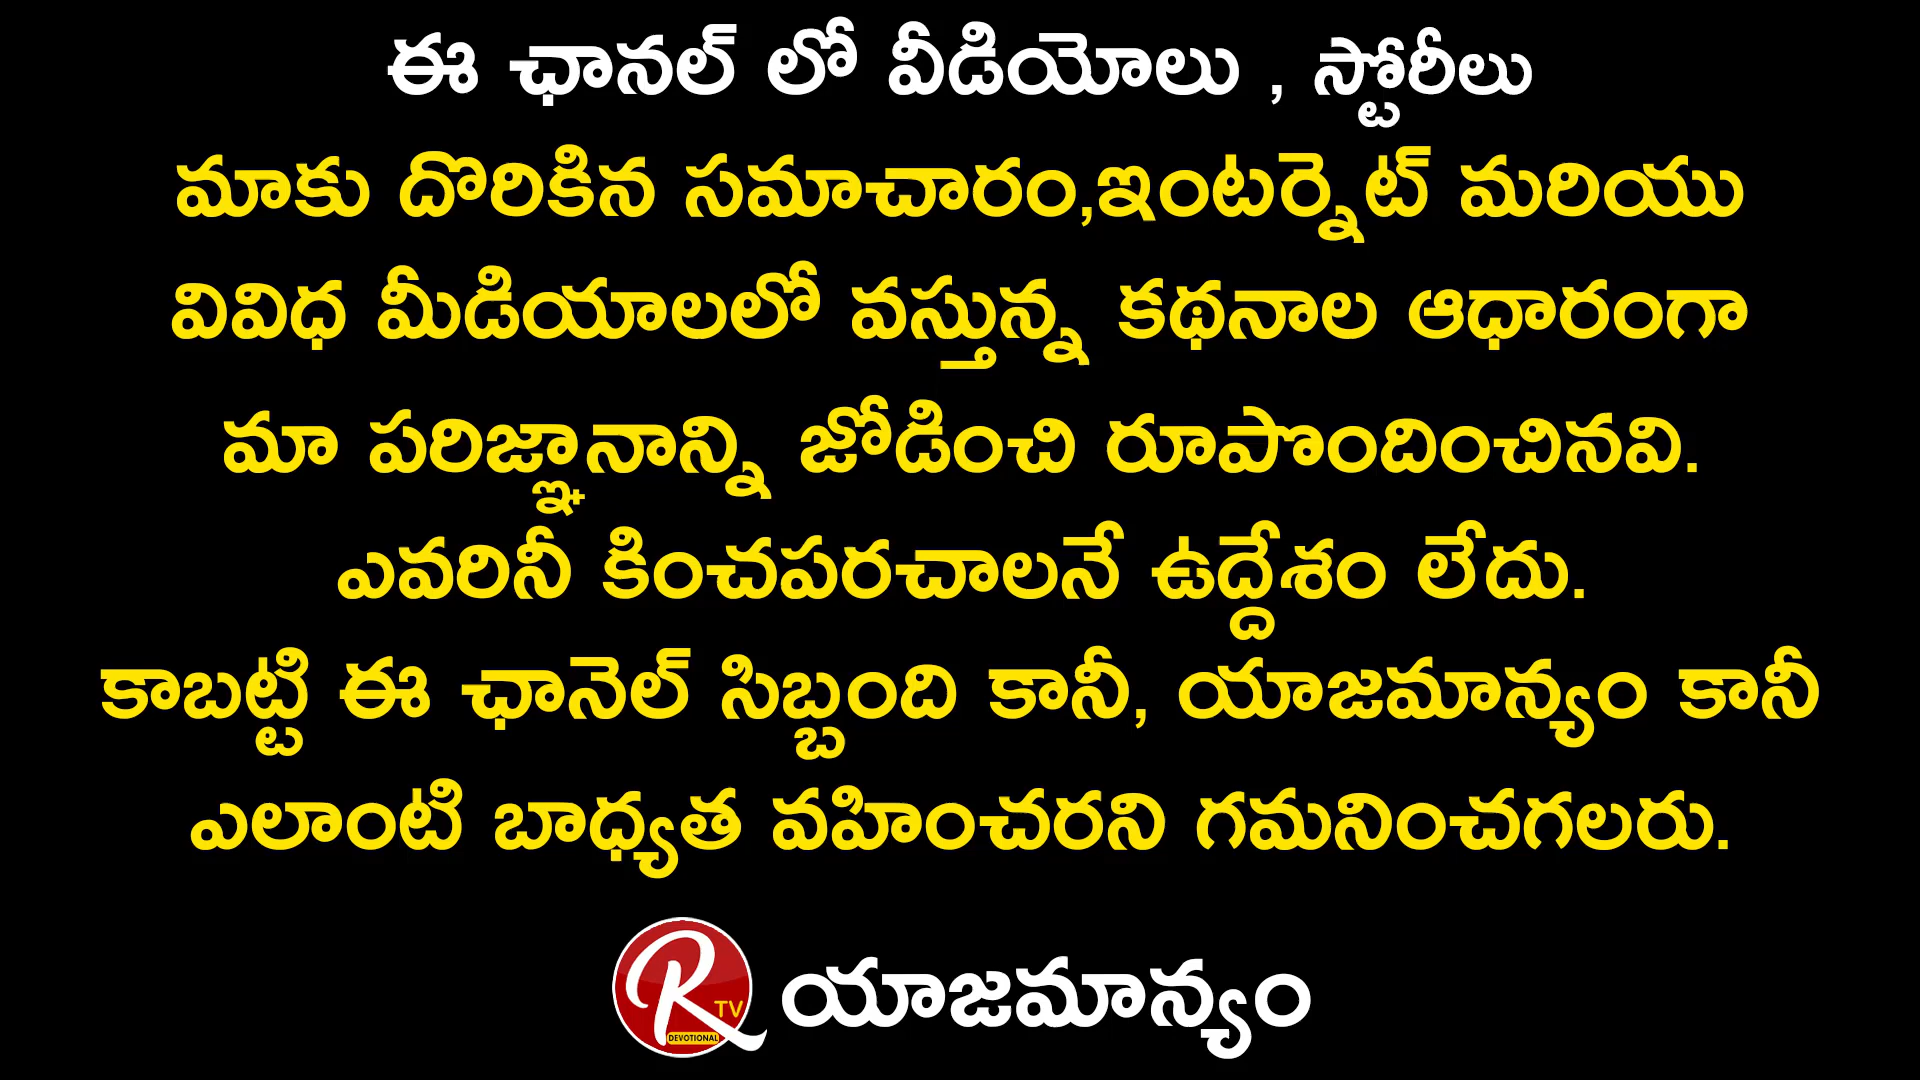 ఈ ఛానల్ లో వీడియోలు , స్టోరీలు
మాకు దొరికిన సమాచారం,ఇంటర్నెట్ మరియు
వివిధ మీడియాలలో వస్తున్న కథనాల ఆధారంగా
మా పరిజ్ఞానాన్ని జోడించి రూపొందించినవి.
ఎవరినీ కించపరచాలనే ఉద్దేశం లేదు.
కాబట్టి ఈ ఛానెల్ సిబ్బంది కానీ, యాజమాన్యం కానీ
ఎలాంటి బాధ్యత వహించరని గమనించగలరు.
R TV DEVOTIONAL యాజమాన్యం